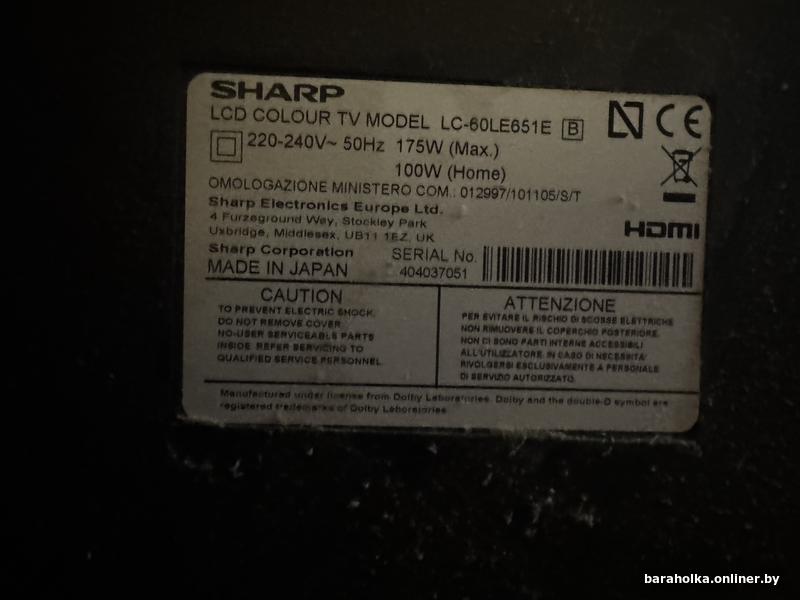 SHARP
LCD COLOUR TV MODEL LC-60LE651E B
220-240V~ 50Hz 175W (Max.)
100W (Home)
OMOLOGAZIONE MINISTERO COM.: 012997/101105/S/T
Sharp Electronics Europe Ltd.
4 Furzeground Way, Stockley Park
Uxbridge, Middlesex, UB11 1EZ, UK
HDMI
Sharp Corporation
MADE IN JAPAN
SERIAL No.
404037051
CAUTION
TO PREVENT ELECTRIC SHOCK,
DO NOT REMOVE COVER.
NO-USER SERVICEABLE PARTS
INSIDE. REFER SERVICING TO
QUALIFIED SERVICE PERSONNEL.
ATTENZIONE
PER EVITARE IL RISCHIO DI SCOSSE ELETTRICHE
NON RIMUOVERE IL COPERCHIO POSTERIORE.
NON CI SONO PARTI INTERNE ACCESSIBILI
ALL'UTILIZZATORE. IN CASO DI NECESSITA'
RIVOLGERSI ESCLUSIVAMENTE A PERSONALE
DI SERVIZIO AUTORIZZATO.
Manufactured under license from Dolby Laboratories. Dolby and the double-D symbol are
registered trademarks of Dolby Laboratories.
baraholka.onliner.by